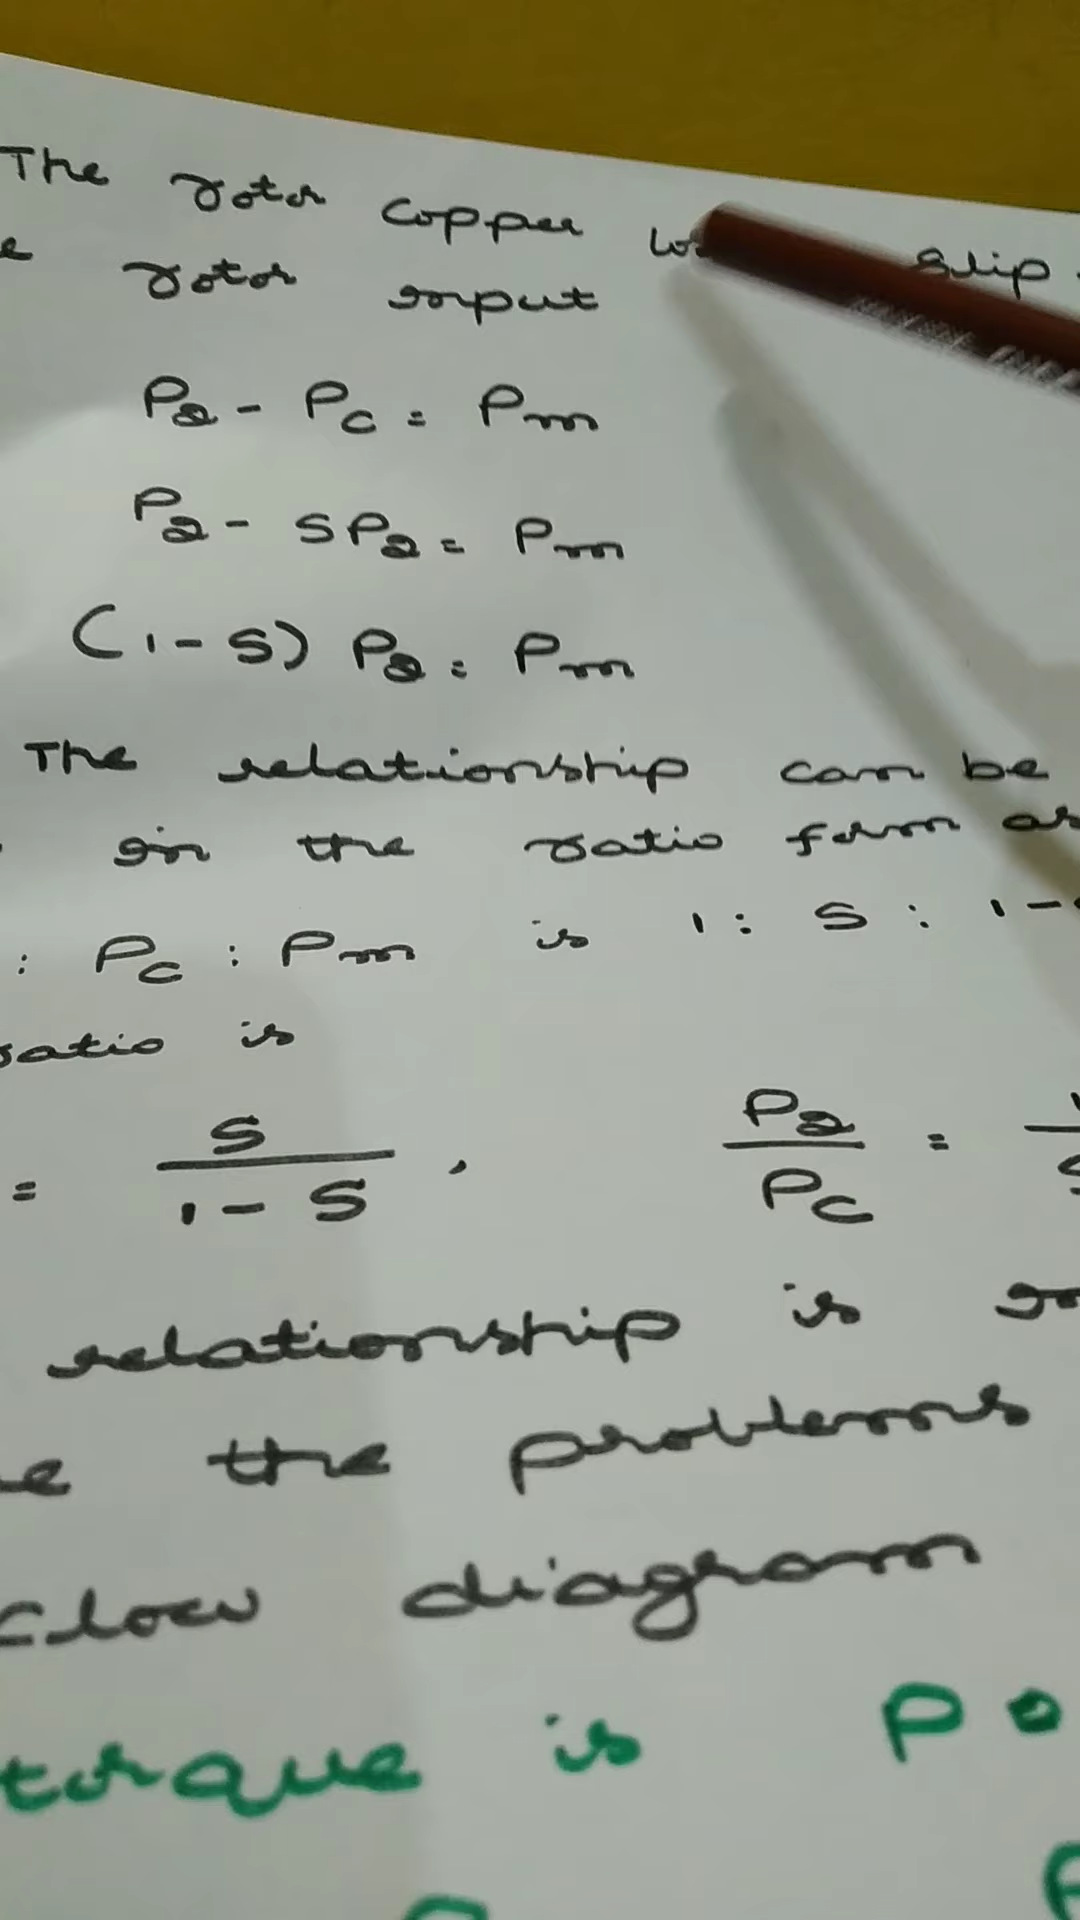 The rotor copper slip
rotor input
P2 - Pc = Pm
P2 - SP2 = Pm
(1-S) P2 = Pm
The relationship can be
in the ratio form as
: Pc : Pm is 1 : S : 1 -
ratio is
= S / 1 - S , P2 / Pc =
relationship is
the problems
diagram
torque is P